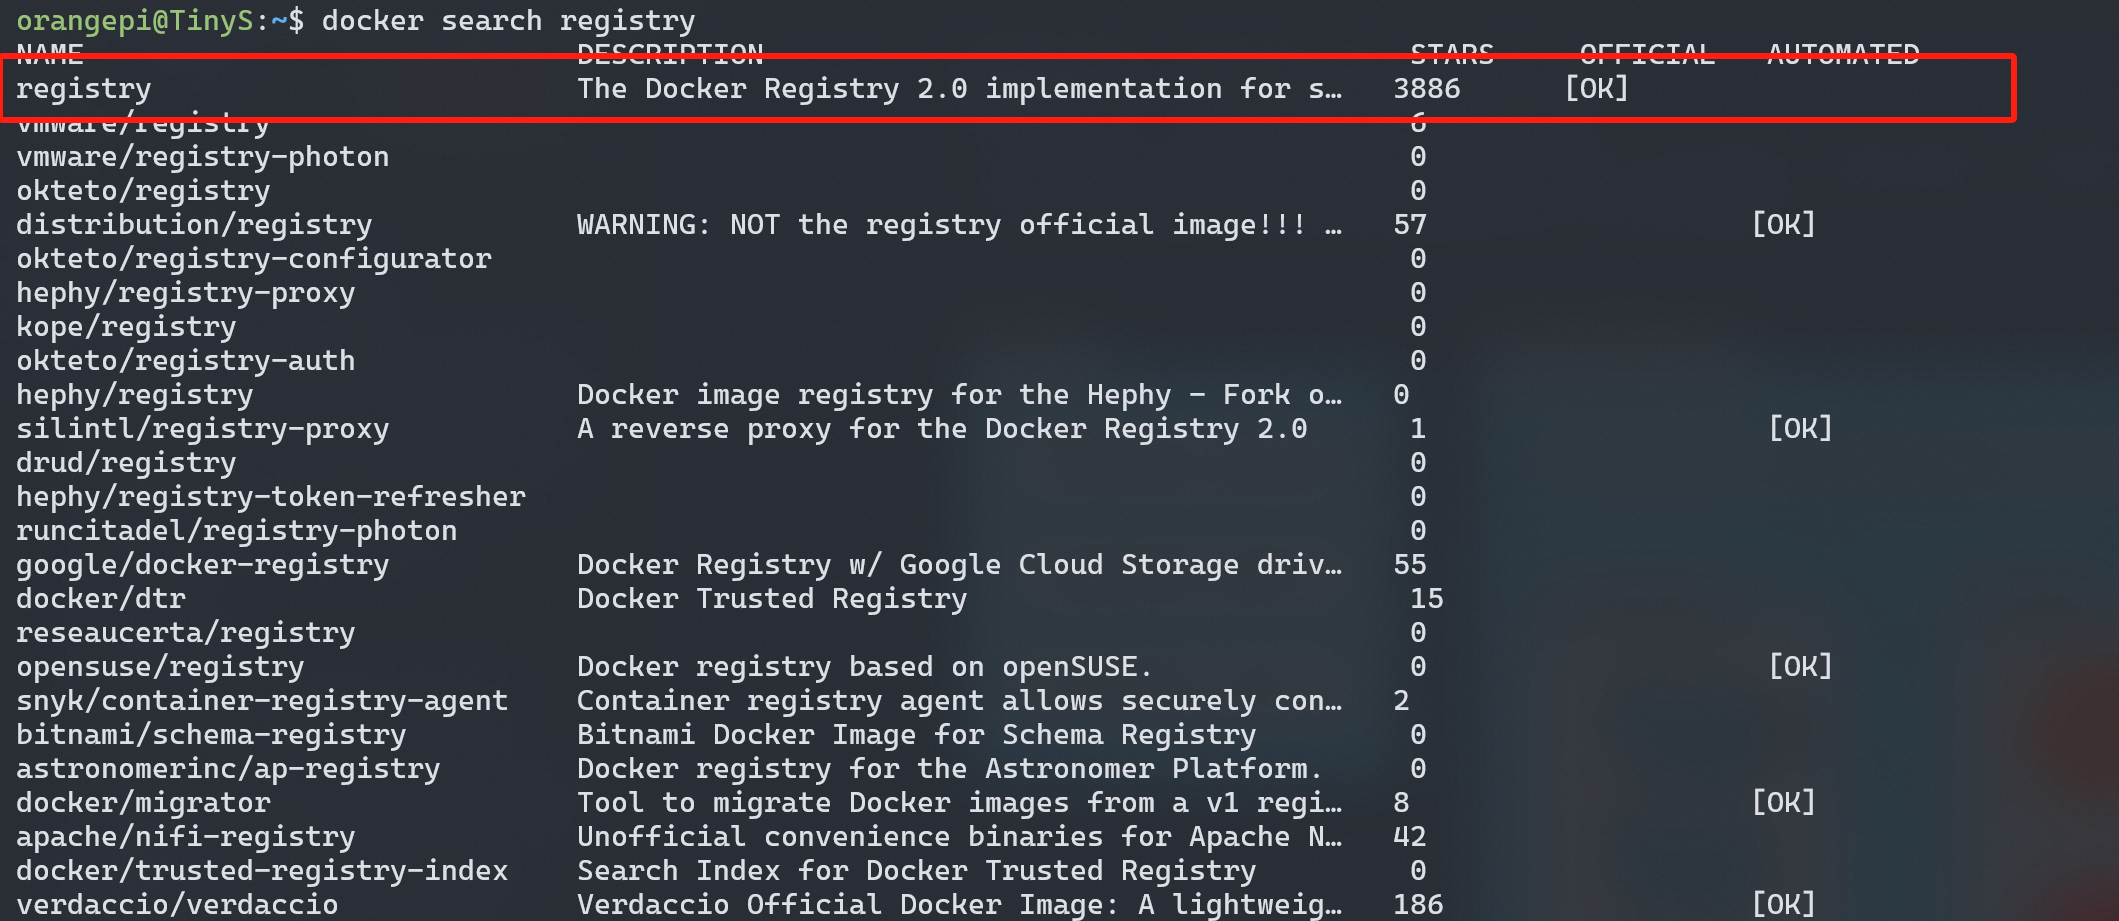 orangepi@TinyS:~$ docker search registry
NAME DESCRIPTION STARS OFFICIAL AUTOMATED
registry The Docker Registry 2.0 implementation for s… 3886 [OK]
vmware/registry 6
vmware/registry-photon 0
okteto/registry 0
distribution/registry WARNING: NOT the registry official image!!! … 57 [OK]
okteto/registry-configurator 0
hephy/registry-proxy 0
kope/registry 0
okteto/registry-auth 0
hephy/registry Docker image registry for the Hephy - Fork o… 0
silintl/registry-proxy A reverse proxy for the Docker Registry 2.0 1 [OK]
drud/registry 0
hephy/registry-token-refresher 0
runcitadel/registry-photon 0
google/docker-registry Docker Registry w/ Google Cloud Storage driv… 55
docker/dtr Docker Trusted Registry 15
reseaucerta/registry 0
opensuse/registry Docker registry based on openSUSE. 0 [OK]
snyk/container-registry-agent Container registry agent allows securely con… 2
bitnami/schema-registry Bitnami Docker Image for Schema Registry 0
astronomerinc/ap-registry Docker registry for the Astronomer Platform. 0
docker/migrator Tool to migrate Docker images from a v1 regi… 8 [OK]
apache/nifi-registry Unofficial convenience binaries for Apache N… 42
docker/trusted-registry-index Search Index for Docker Trusted Registry 0
verdaccio/verdaccio Verdaccio Official Docker Image: A lightweig… 186 [OK]